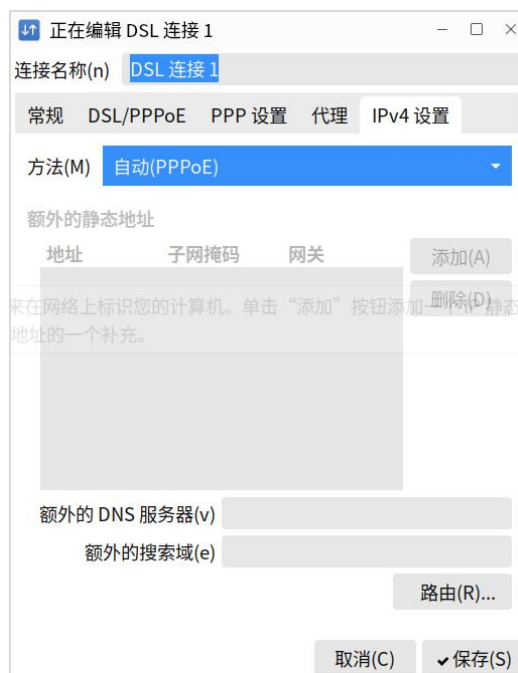 正在编辑 DSL 连接 1
连接名称(n) DSL 连接 1
常规 DSL/PPPoE PPP 设置 代理 IPv4 设置
方法(M) 自动(PPPoE)
额外的静态地址
地址 子网掩码 网关
添加(A)
删除(D)
来在网络上标识您的计算机。单击“添加”按钮添加一个 IP 静态
地址的一个补充。
额外的 DNS 服务器(v)
额外的搜索域(e)
路由(R)...
取消(C) 保存(S)